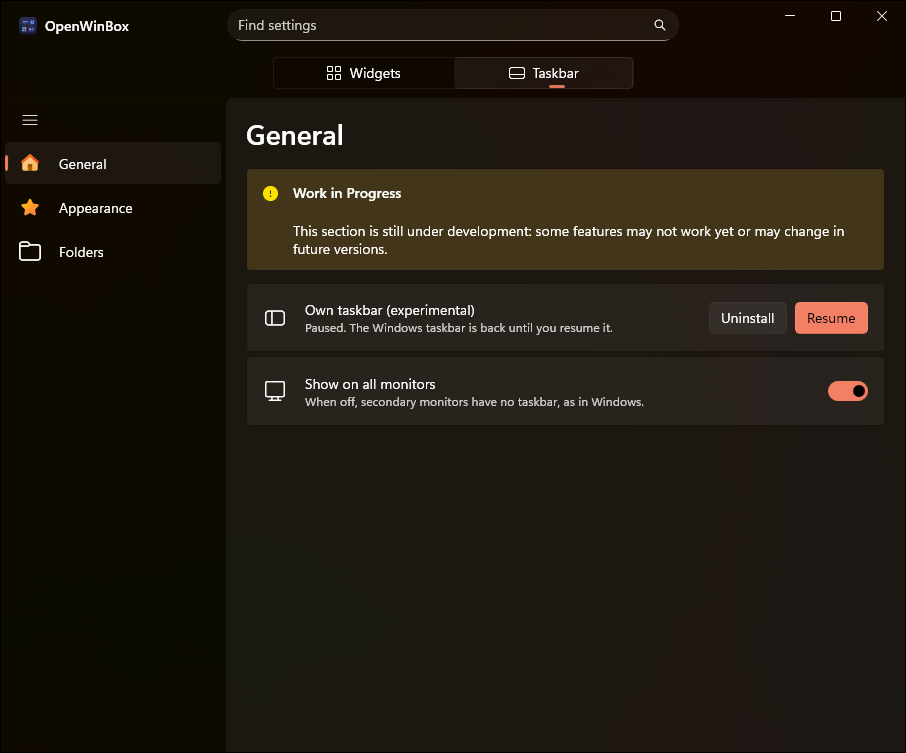 OpenWinBox
Find settings
Widgets
Taskbar
General
Appearance
Folders
General
Work in Progress
This section is still under development: some features may not work yet or may change in
future versions.
Own taskbar (experimental)
Paused. The Windows taskbar is back until you resume it.
Uninstall
Resume
Show on all monitors
When off, secondary monitors have no taskbar, as in Windows.